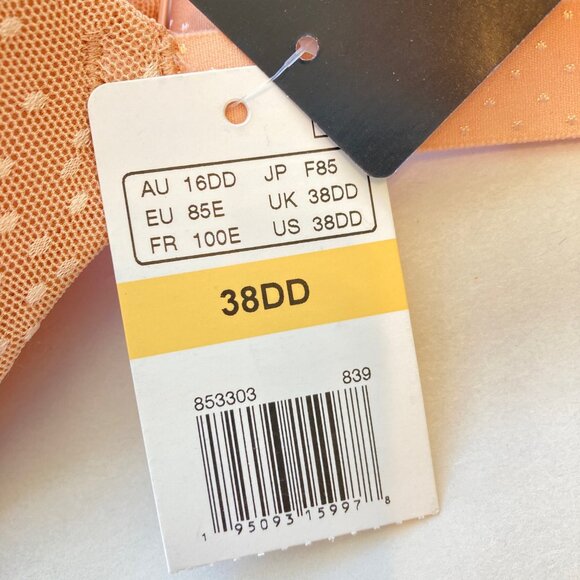 AU 16DD JP F85
EU 85E UK 38DD
FR 100E US 38DD
38DD
853303 839
1 95093 15997 8